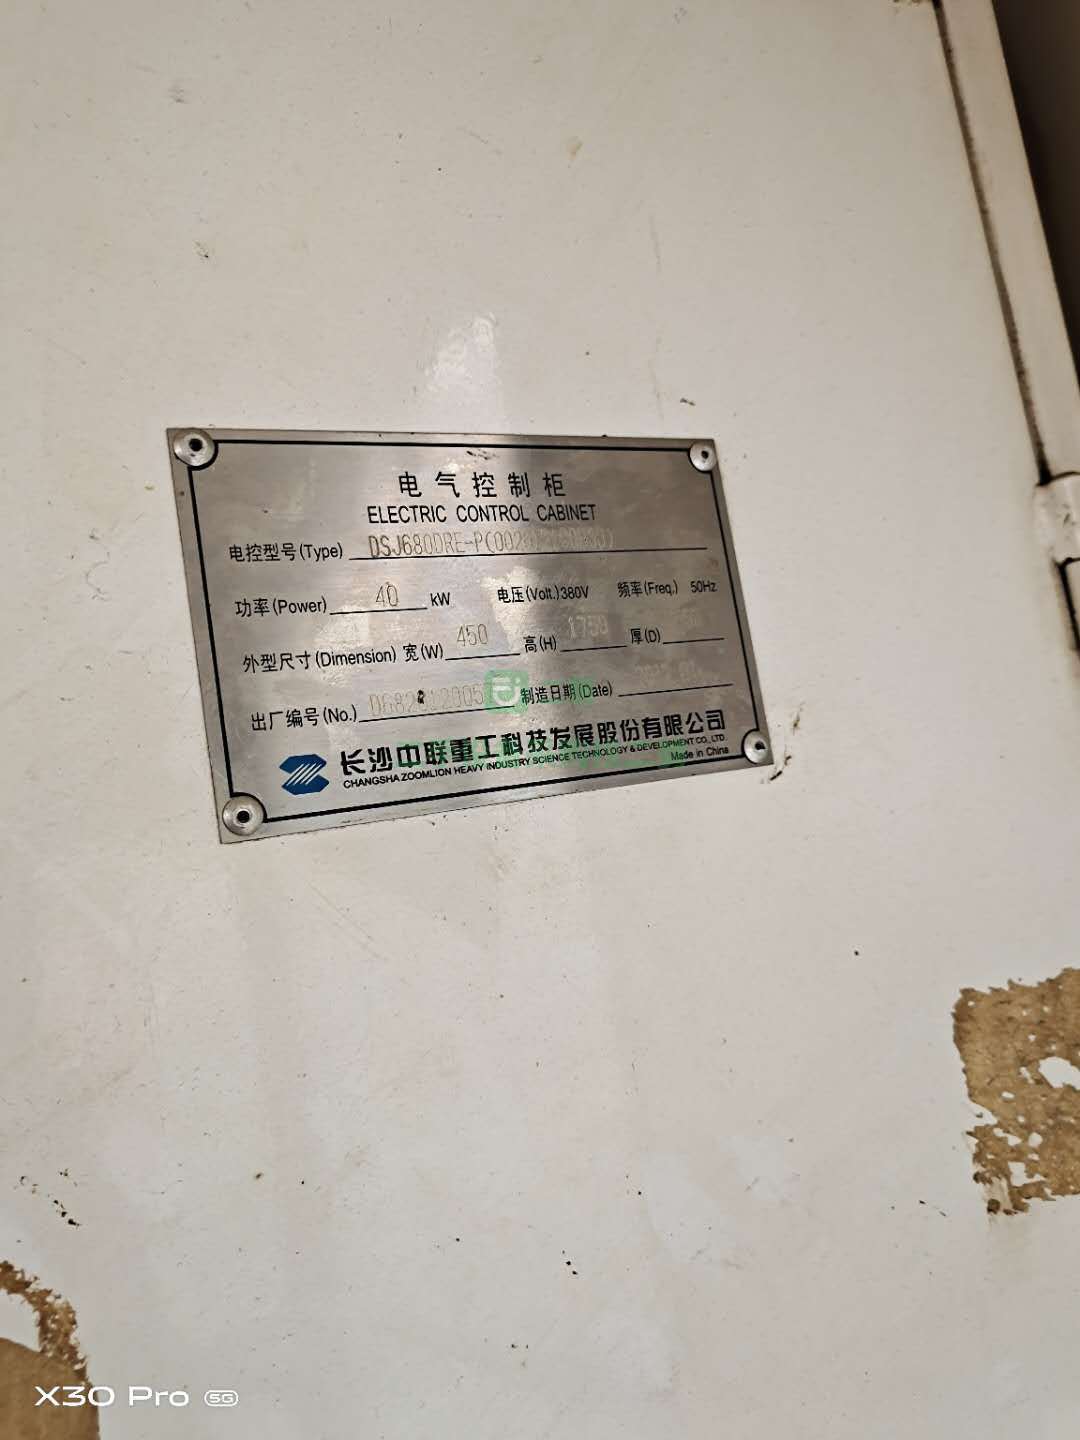 电气控制柜
ELECTRIC CONTROL CABINET
电控型号(Type) DSJ680DRE-P
功率(Power) 40 kW 电压(Volt.)380V 频率(Freq.) 50Hz
外型尺寸(Dimension) 宽(W) 450 高(H) 厚(D)
出厂编号(No.) 制造日期(Date)
长沙中联重工科技发展股份有限公司
CHANGSHA ZOOMLION HEAVY INDUSTRY SCIENCE TECHNOLOGY & DEVELOPMENT CO., LTD.
Made in China
X30 Pro 5G